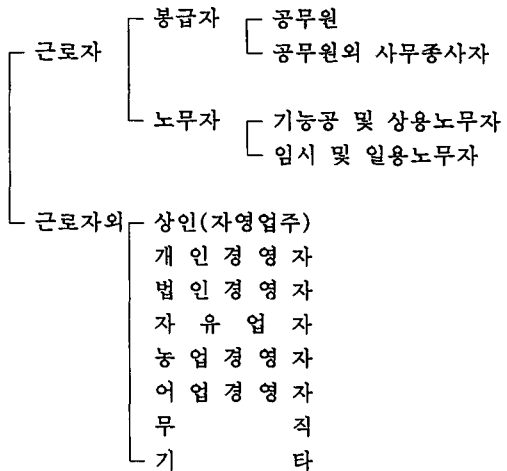 봉급자 공무원
근로자 공무원외 사무종사자
노무자 기능공 및 상용노무자
임시 및 일용노무자
근로자외 상인(자영업주)
개인경영자
법인경영자
자유업자
농업경영자
어업경영자
무직
기타